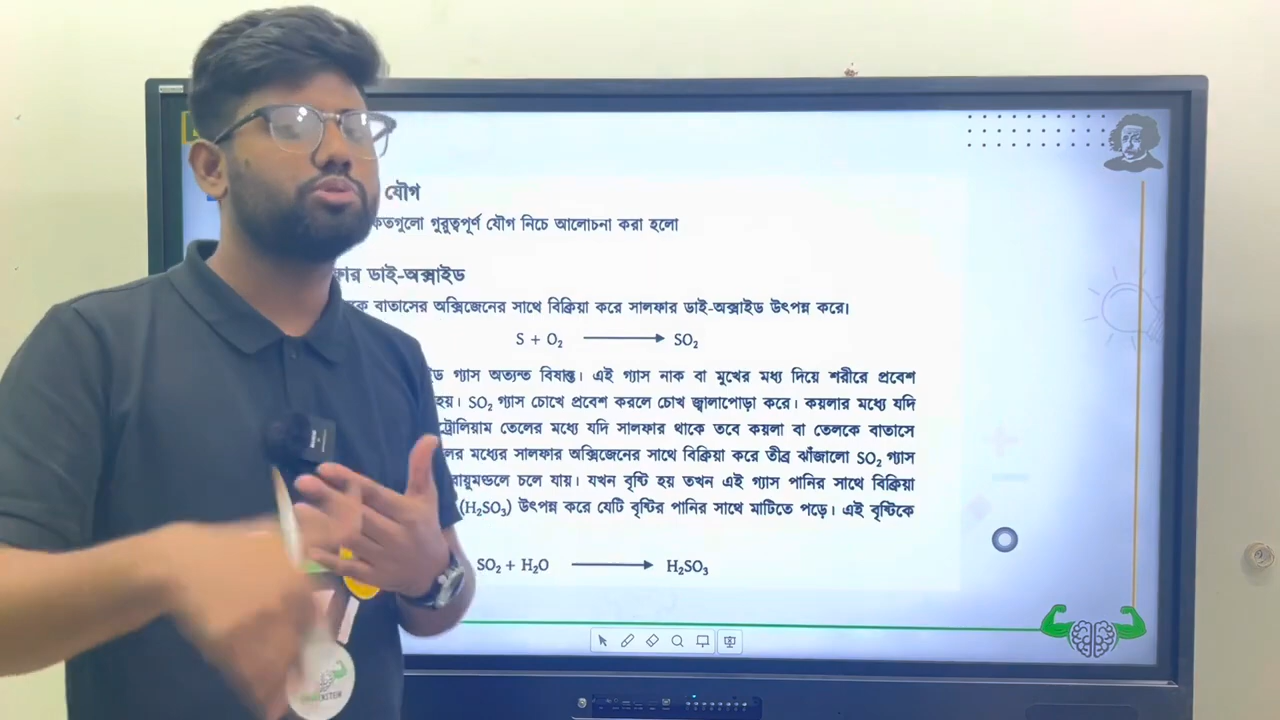 যৌগ
কতগুলো গুরুত্বপূর্ণ যৌগ নিচে আলোচনা করা হলো
ডাই-অক্সাইড
বাতাসের অক্সিজেনের সাথে বিক্রিয়া করে সালফার ডাই-অক্সাইড উৎপন্ন করে।
S + O₂ ⟶ SO₂
গ্যাস অত্যন্ত বিষাক্ত। এই গ্যাস নাক বা মুখের মধ্য দিয়ে শরীরে প্রবেশ
হয়। SO₂ গ্যাস চোখে প্রবেশ করলে চোখ জ্বালাপোড়া করে। কয়লার মধ্যে যদি
তেলের মধ্যে যদি সালফার থাকে তবে কয়লা বা তেলকে বাতাসে
মধ্যের সালফার অক্সিজেনের সাথে বিক্রিয়া করে তীব্র ঝাঁজালো SO₂ গ্যাস
বায়ুমন্ডলে চলে যায়। যখন বৃষ্টি হয় তখন এই গ্যাস পানির সাথে বিক্রিয়া
(H₂SO₃) উৎপন্ন করে যেটি বৃষ্টির পানির সাথে মাটিতে পড়ে। এই বৃষ্টিকে
SO₂ + H₂O ⟶ H₂SO₃